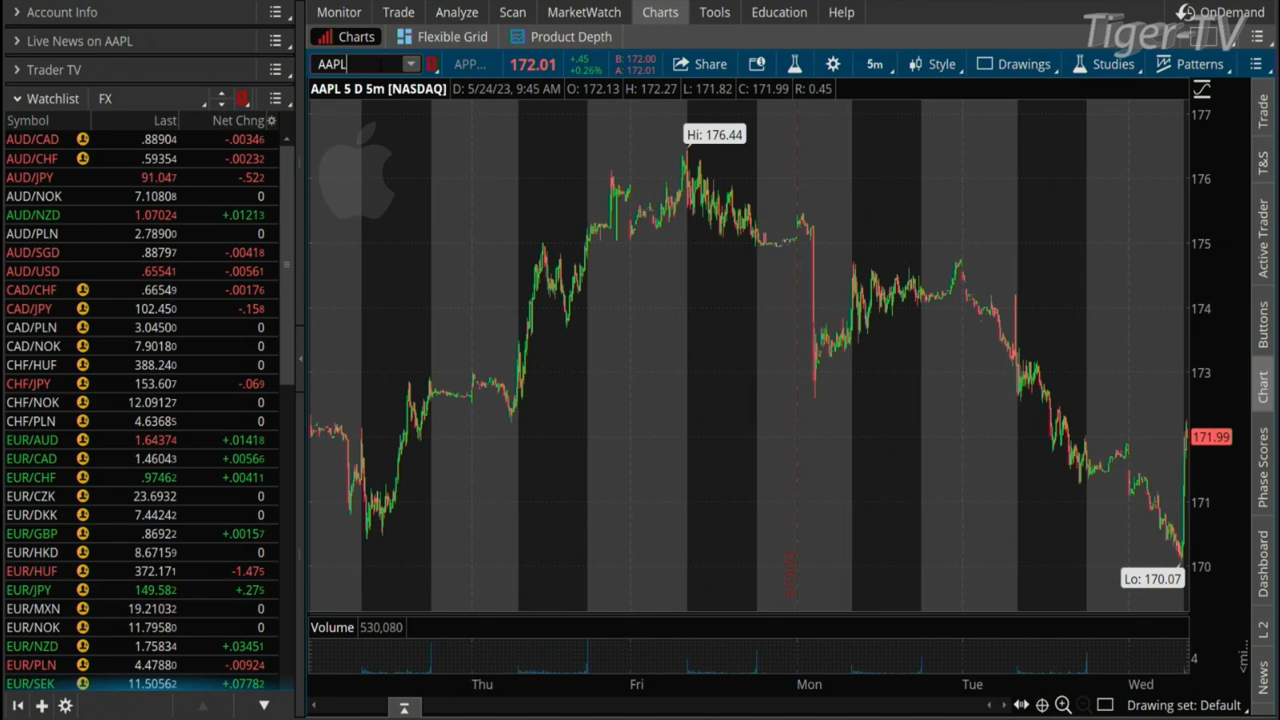 Account Info
Live News on AAPL
Trader TV
Watchlist FX
Symbol Last Net Chng
AUD/CAD .88904 -.00346
AUD/CHF .59354 -.00232
AUD/JPY 91.047 -.522
AUD/NOK 7.10808 0
AUD/NZD 1.07024 +.01213
AUD/PLN 2.78900 0
AUD/SGD .88797 -.00418
AUD/USD .65541 -.00561
CAD/CHF .66549 -.00176
CAD/JPY 102.450 -.158
CAD/PLN 3.04500 0
CAD/NOK 7.90180 0
CHF/HUF 388.240 0
CHF/JPY 153.607 -.069
CHF/NOK 12.09127 0
CHF/PLN 4.63685 0
EUR/AUD 1.64374 +.01418
EUR/CAD 1.46043 +.00566
EUR/CHF .97462 +.00411
EUR/CZK 23.6932 0
EUR/DKK 7.44242 0
EUR/GBP .86922 +.00157
EUR/HKD 8.67159 0
EUR/HUF 372.171 -1.475
EUR/JPY 149.582 +.275
EUR/MXN 19.21032 0
EUR/NOK 11.79580 0
EUR/NZD 1.75834 +.03451
EUR/PLN 4.47880 -.00924
EUR/SEK 11.50562 +.07782
Monitor Trade Analyze Scan MarketWatch Charts Tools Education Help OnDemand
Tiger-TV
Charts Flexible Grid Product Depth
AAPL APP... 172.01 +.45 +0.26% B: 172.00 A: 172.01 Share 5m Style Drawings Studies Patterns
AAPL 5 D 5m [NASDAQ] D: 5/24/23, 9:45 AM O: 172.13 H: 172.27 L: 171.82 C: 171.99 R: 0.45
Hi: 176.44
177
176
175
174
173
171.99
171
170
Lo: 170.07
Volume 530,080
4
Thu Fri Mon Tue Wed
Drawing set: Default
Trade
T&S
Active Trader
Buttons
Chart
Phase Scores
Dashboard
L 2
News